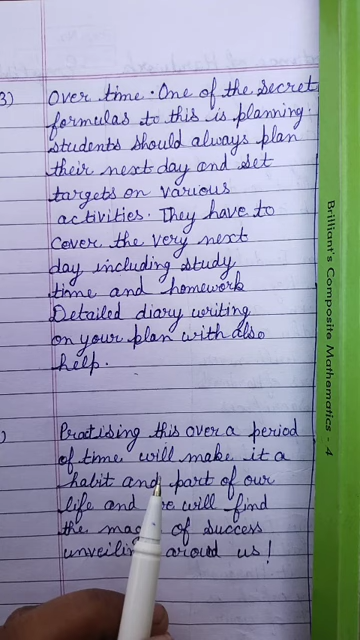 3) Over time. One of the secret
formulas to this is planning.
students should always plan
their next day and set
targets on various
activities. They have to
cover the very next
day including study
time and homework
Detailed diary writing
on your plan with also
help.
) Practising this over a period
of time will make it a
habit and part of our
life and will find
the of success
around us!
Brilliant's Composite Mathematics - 4